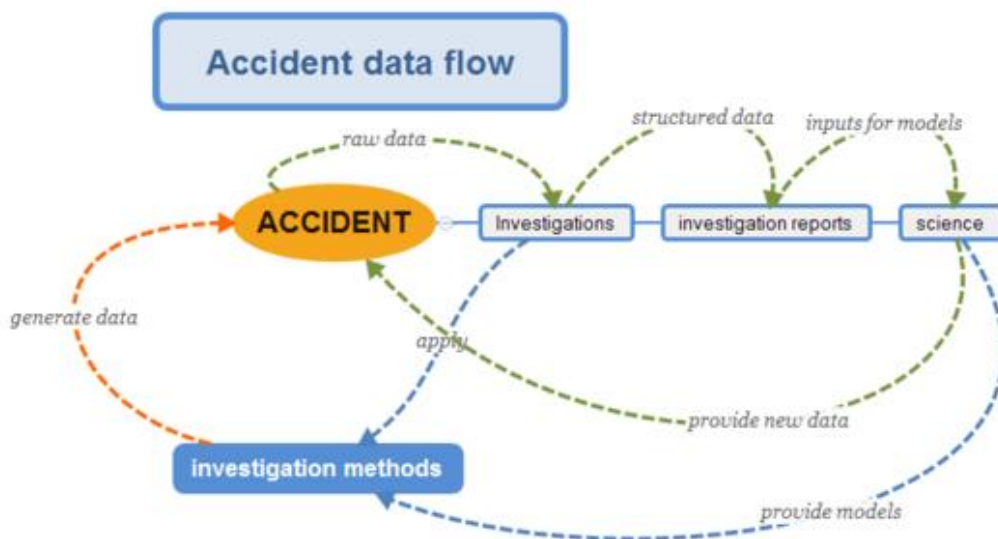 Accident data flow
structured data
inputs for models
raw data
ACCIDENT
Investigations
investigation reports
science
generate data
apply
provide new data
investigation methods
provide models